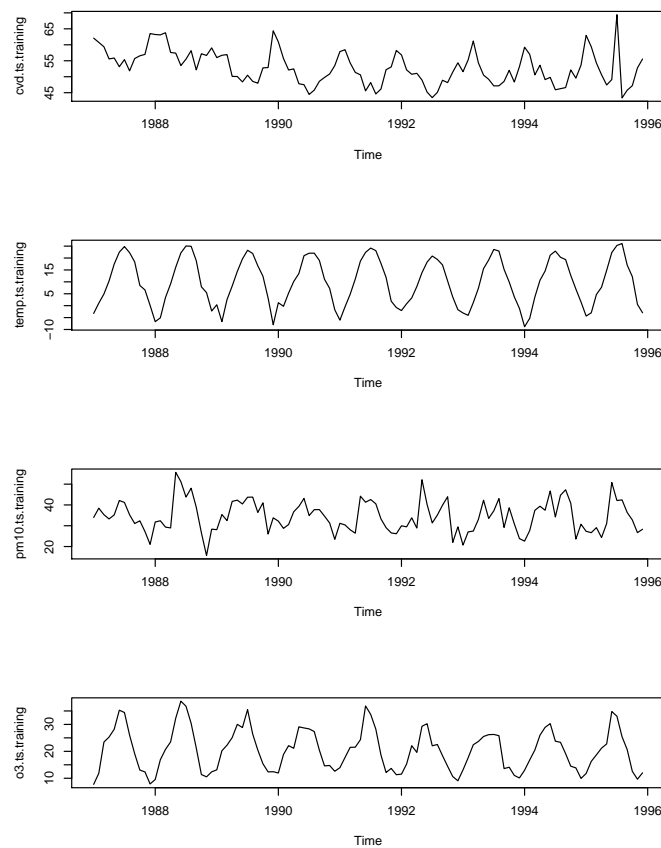 cvd.ts.training
45 55 65
1988 1990 1992 1994 1996
Time
temp.ts.training
−10 5 15
1988 1990 1992 1994 1996
Time
pm10.ts.training
20 40
1988 1990 1992 1994 1996
Time
o3.ts.training
10 20 30
1988 1990 1992 1994 1996
Time